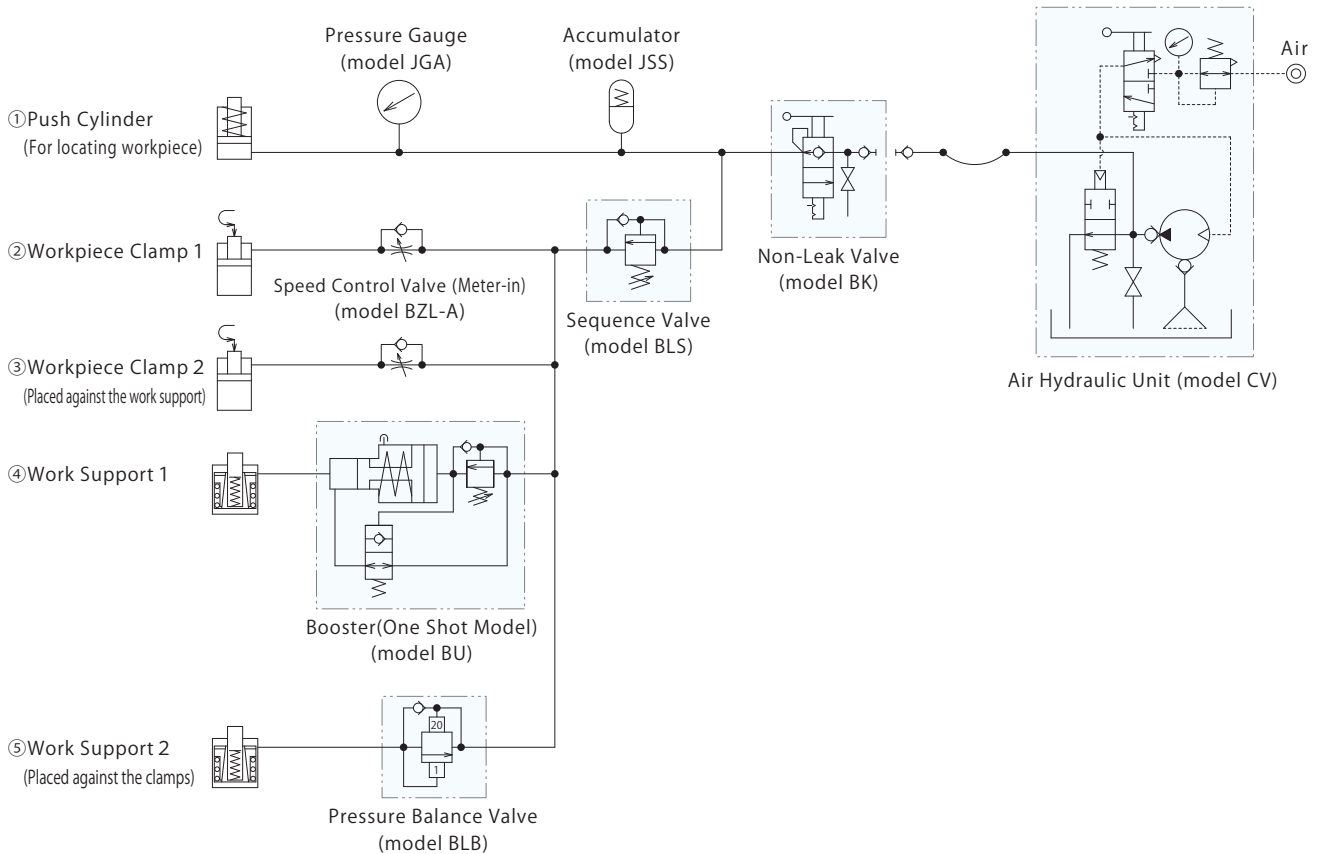 Pressure Gauge
(model JGA)
Accumulator
(model JSS)
Air
①Push Cylinder
(For locating workpiece)
②Workpiece Clamp 1
Speed Control Valve (Meter-in)
(model BZL-A)
Non-Leak Valve
(model BK)
Sequence Valve
(model BLS)
③Workpiece Clamp 2
(Placed against the work support)
Air Hydraulic Unit (model CV)
④Work Support 1
Booster(One Shot Model)
(model BU)
20
1
⑤Work Support 2
(Placed against the clamps)
Pressure Balance Valve
(model BLB)